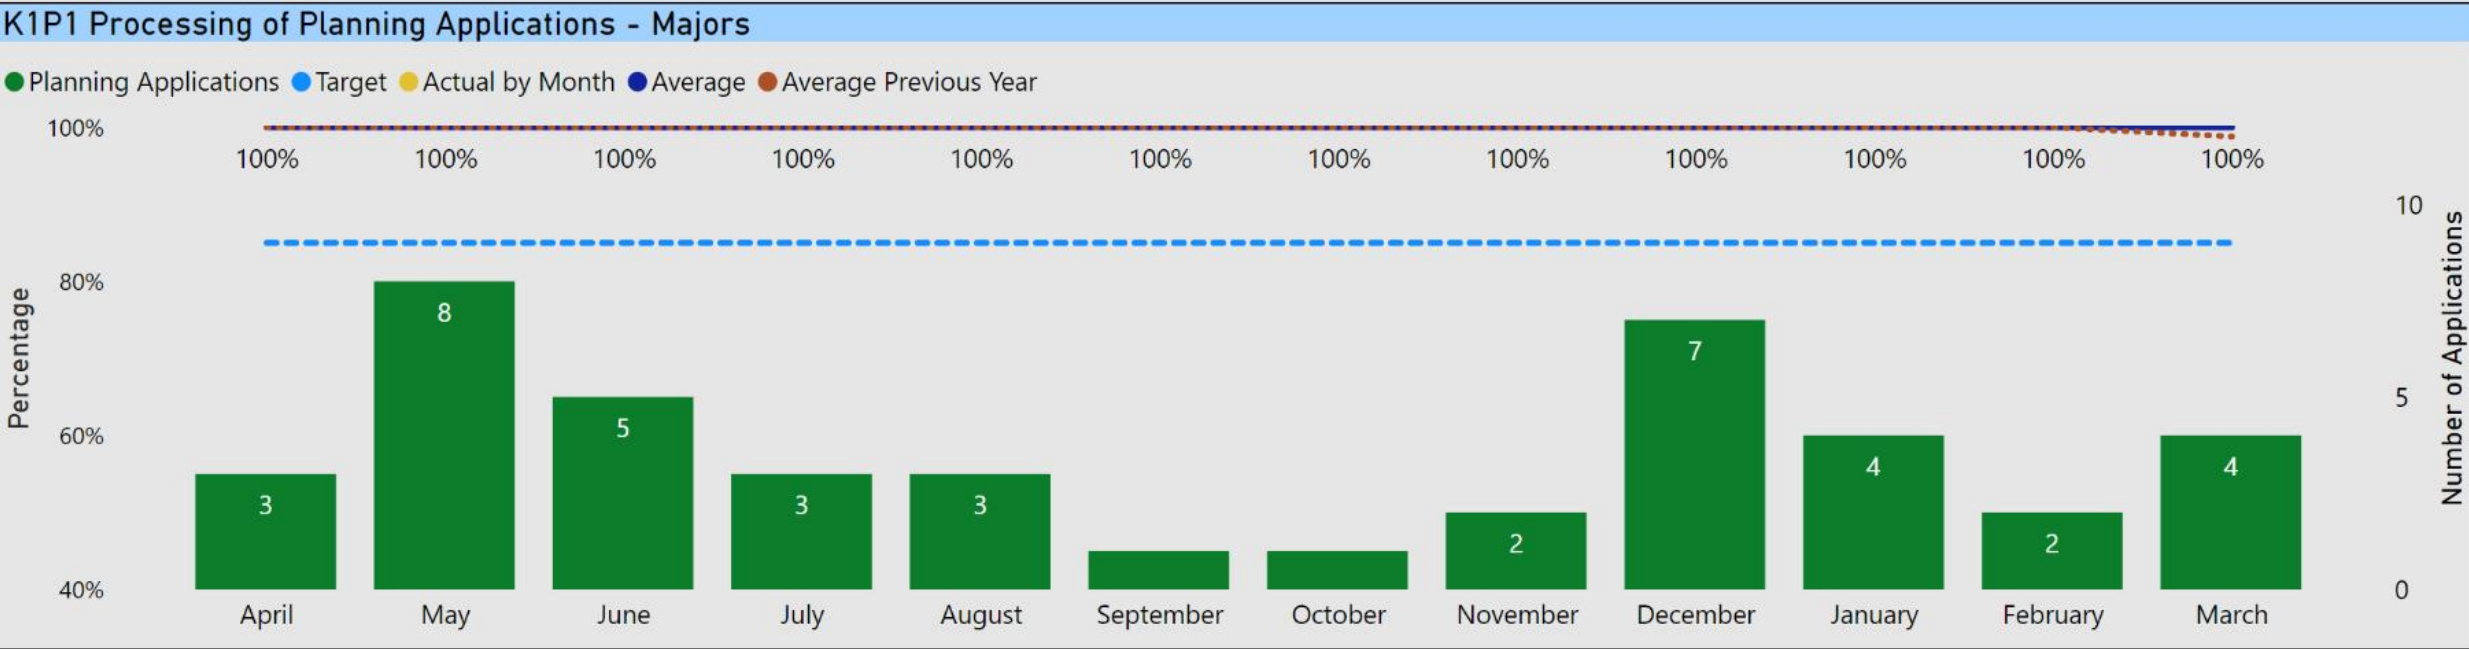 K1P1 Processing of Planning Applications - Majors
Planning Applications Target Actual by Month Average Average Previous Year
100%
100% 100% 100% 100% 100% 100% 100% 100% 100% 100% 100% 100%
10
80%
8
7
Percentage
Number of Applications
5
5
60%
4 4
3 3 3
2 2
40%
0
April May June July August September October November December January February March